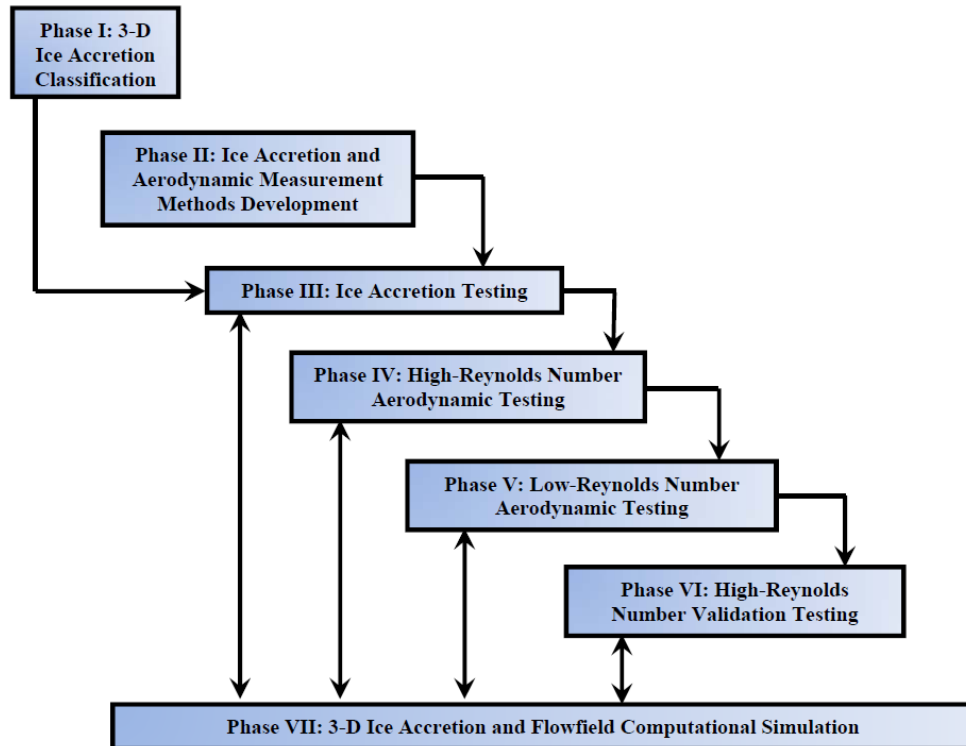 Phase I: 3-D
Ice Accretion
Classification
Phase II: Ice Accretion and
Aerodynamic Measurement
Methods Development
Phase III: Ice Accretion Testing
Phase IV: High-Reynolds Number
Aerodynamic Testing
Phase V: Low-Reynolds Number
Aerodynamic Testing
Phase VI: High-Reynolds
Number Validation Testing
Phase VII: 3-D Ice Accretion and Flowfield Computational Simulation